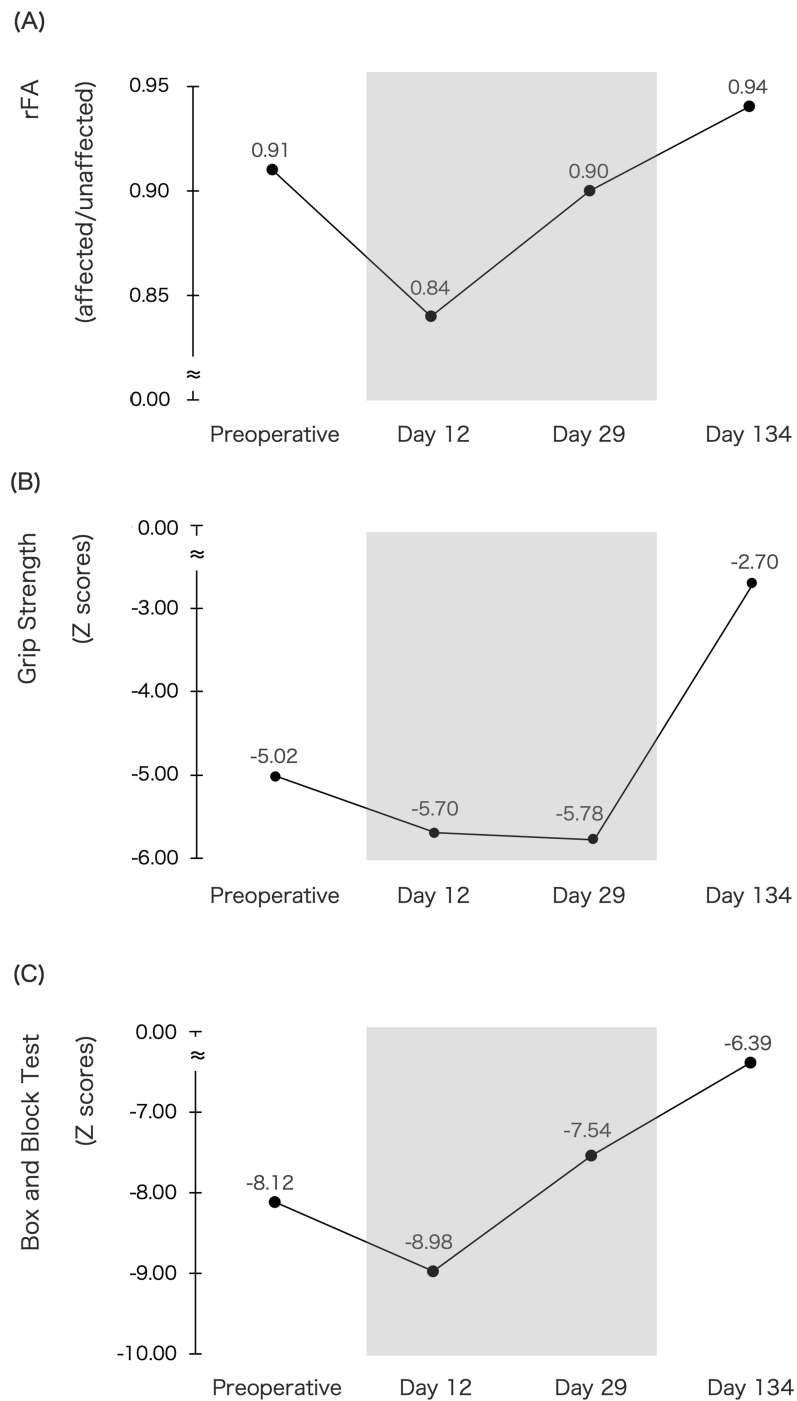 (A)
rFA
(affected/unaffected)
0.95
0.90
0.85
≈
0.00
0.91
0.84
0.90
0.94
Preoperative Day 12 Day 29 Day 134
(B)
Grip Strength
(Z scores)
0.00
≈
-3.00
-4.00
-5.00
-6.00
-5.02
-5.70
-5.78
-2.70
Preoperative Day 12 Day 29 Day 134
(C)
Box and Block Test
(Z scores)
0.00
≈
-7.00
-8.00
-9.00
-10.00
-8.12
-8.98
-7.54
-6.39
Preoperative Day 12 Day 29 Day 134